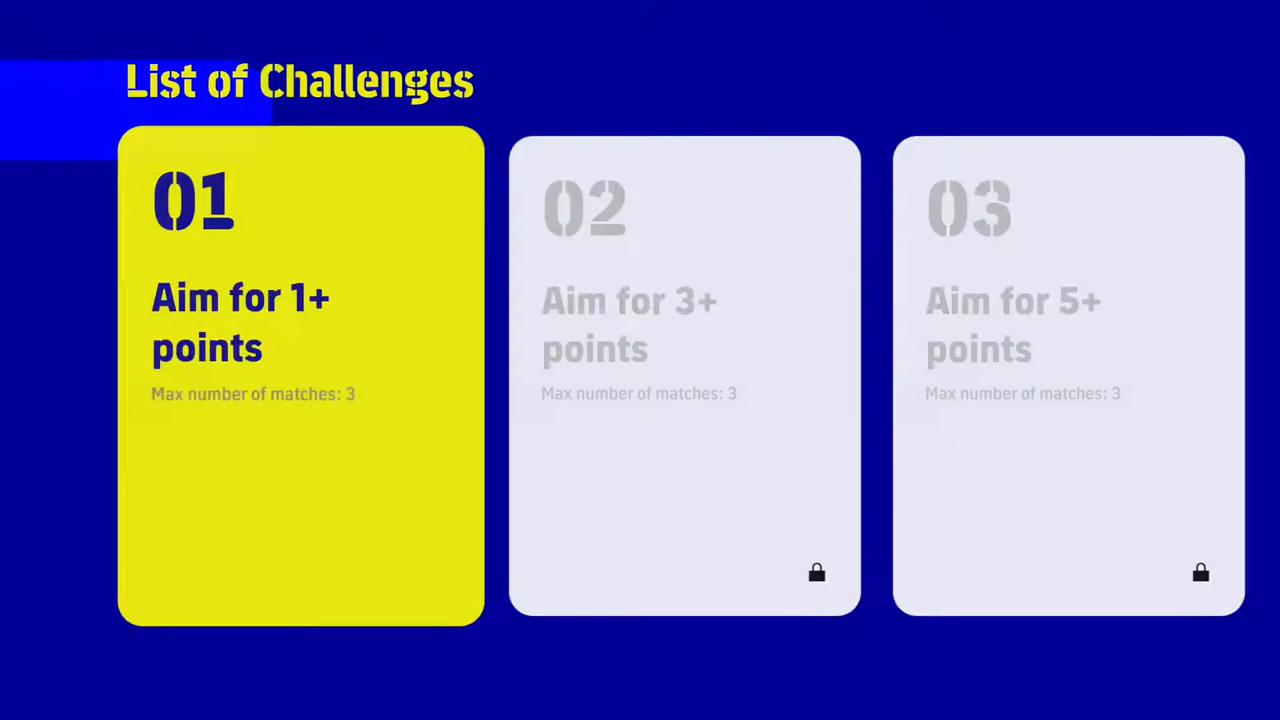 List of Challenges
01
Aim for 1+
points
Max number of matches: 3
02
Aim for 3+
points
Max number of matches: 3
03
Aim for 5+
points
Max number of matches: 3